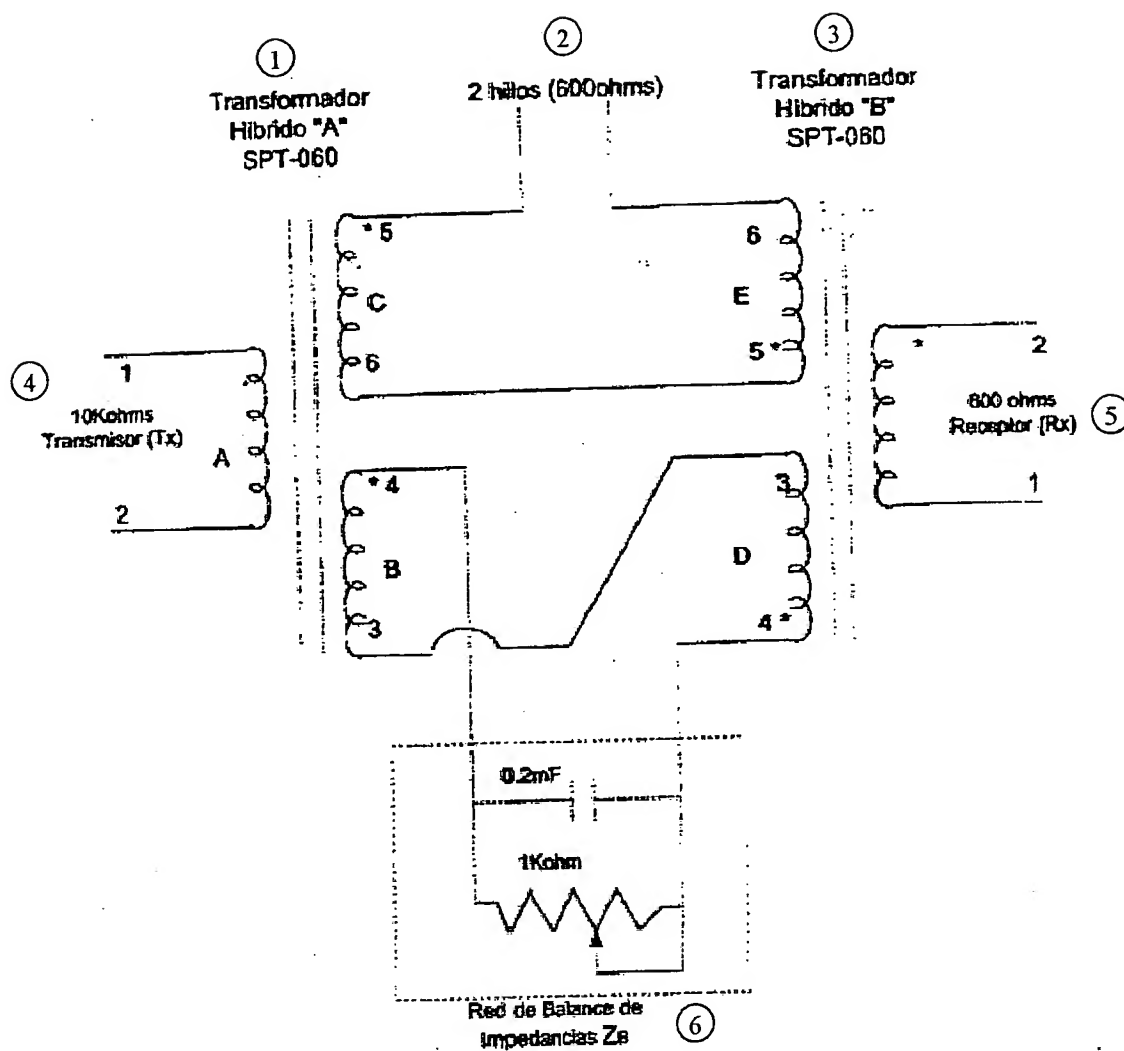 1
Transformador
Hibrido "A"
SPT-060
2
2 hilos (600ohms)
3
Transformador
Hibrido "B"
SPT-060
* 5
C
6
6
E
5 *
4
1
10Kohms
Transmisor (Tx)
A
2
*
2
600 ohms
Receptor (Rx)
5
1
* 4
B
3
3
D
4 *
0.2mF
1Kohm
Red de Balance de
Impedancias ZB
6